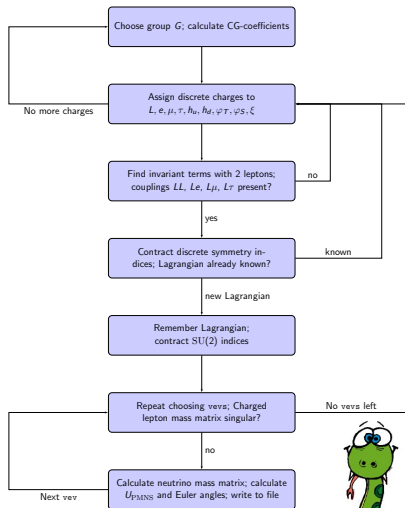 Choose group G; calculate CG-coefficients
No more charges
Assign discrete charges to
L, e, μ, τ, h_u, h_d, φ_T, φ_S, ξ
Find invariant terms with 2 leptons;
couplings LL, Le, Lμ, Lτ present?
no
yes
Contract discrete symmetry in-
dices; Lagrangian already known?
known
new Lagrangian
Remember Lagrangian;
contract SU(2) indices
Repeat choosing vevs; Charged
lepton mass matrix singular?
No vevs left
no
Calculate neutrino mass matrix; calculate
U_PMNS and Euler angles; write to file
Next vev